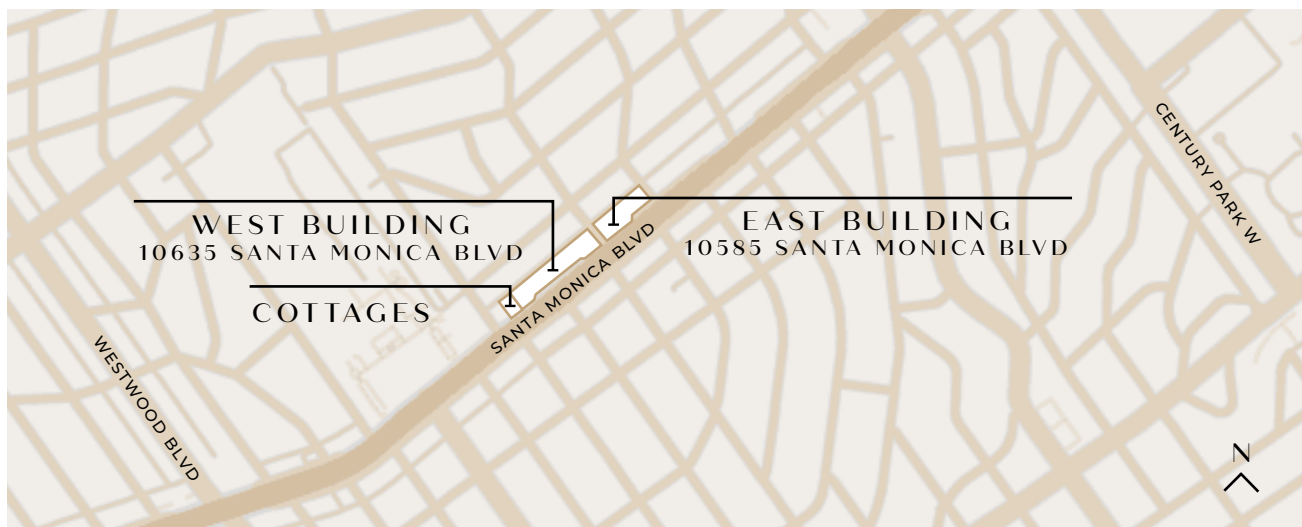 CENTURY PARK W
WEST BUILDING
10635 SANTA MONICA BLVD
EAST BUILDING
10585 SANTA MONICA BLVD
COTTAGES
SANTA MONICA BLVD
WESTWOOD BLVD
N